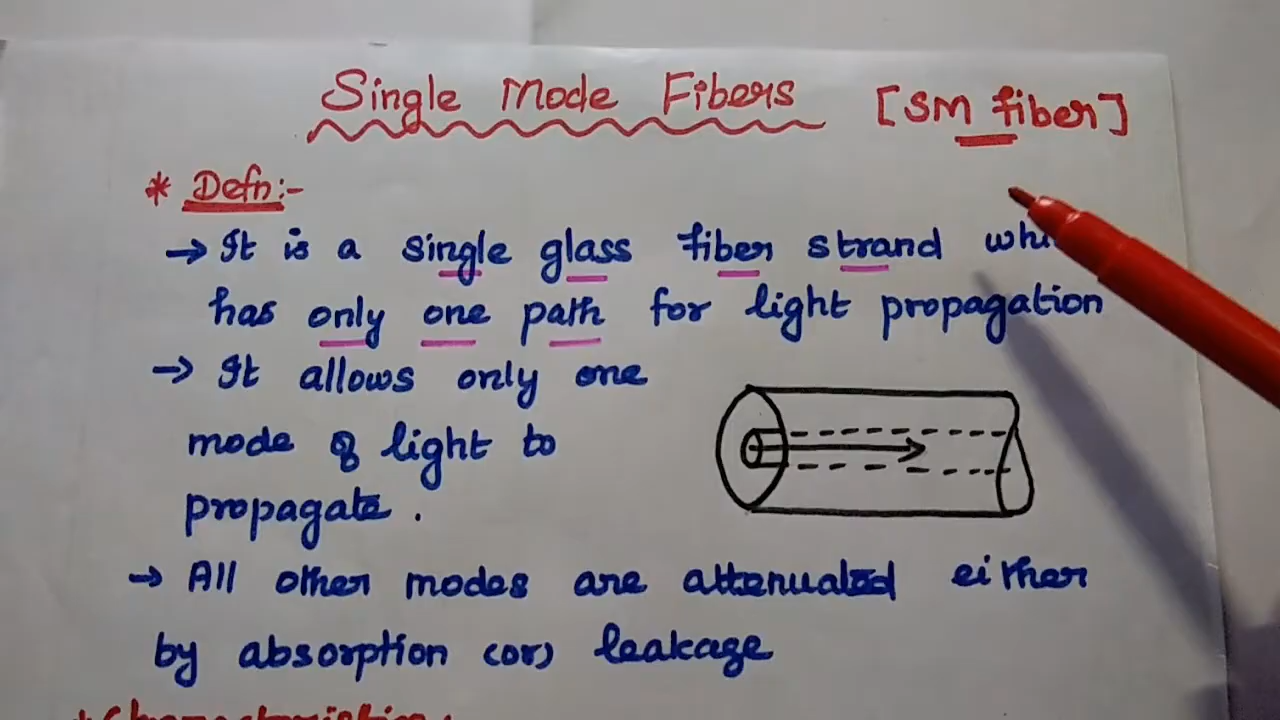 Single Mode Fibers [SM fiber]
* Defn:-
→ It is a single glass fiber strand
has only one path for light propagation
→ It allows only one
mode of light to
propagate.
→ All other modes are attenuated either
by absorption (or) leakage